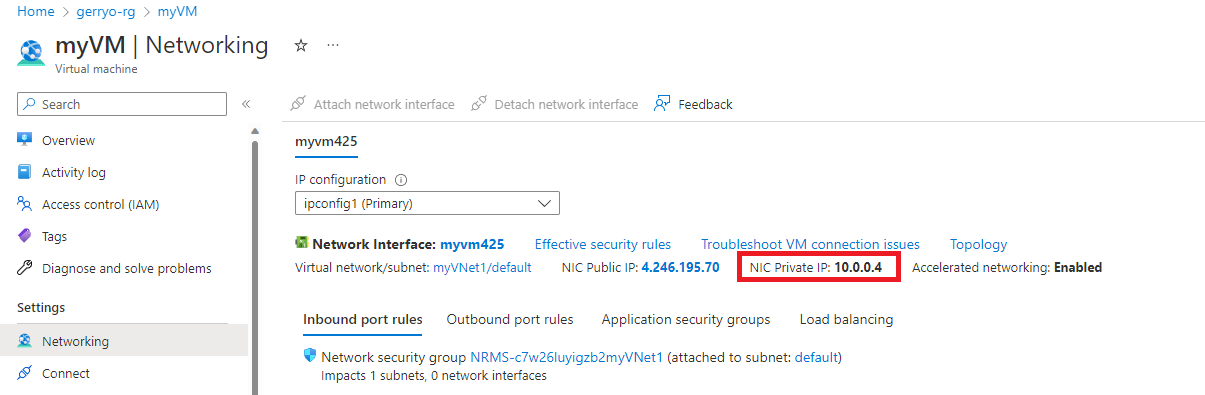 Home > gerryo-rg > myVM
myVM | Networking
Virtual machine
Search
Attach network interface Detach network interface Feedback
Overview
Activity log
Access control (IAM)
Tags
Diagnose and solve problems
Settings
Networking
Connect
myvm425
IP configuration
ipconfig1 (Primary)
Network Interface: myvm425 Effective security rules Troubleshoot VM connection issues Topology
Virtual network/subnet: myVNet1/default NIC Public IP: 4.246.195.70 NIC Private IP: 10.0.0.4 Accelerated networking: Enabled
Inbound port rules Outbound port rules Application security groups Load balancing
Network security group NRMS-c7w26luyigzb2myVNet1 (attached to subnet: default)
Impacts 1 subnets, 0 network interfaces